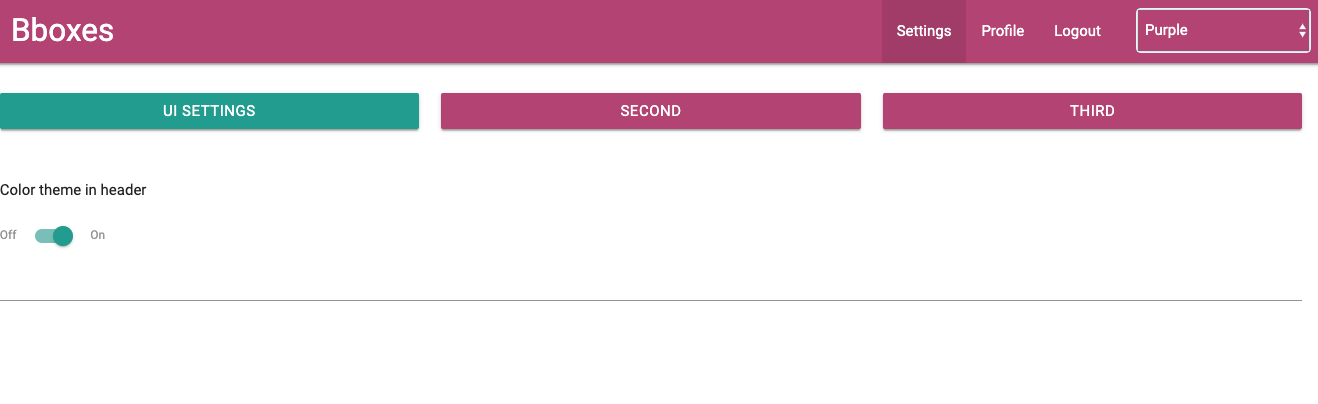 Bboxes
Settings Profile Logout Purple
UI SETTINGS SECOND THIRD
Color theme in header
Off On